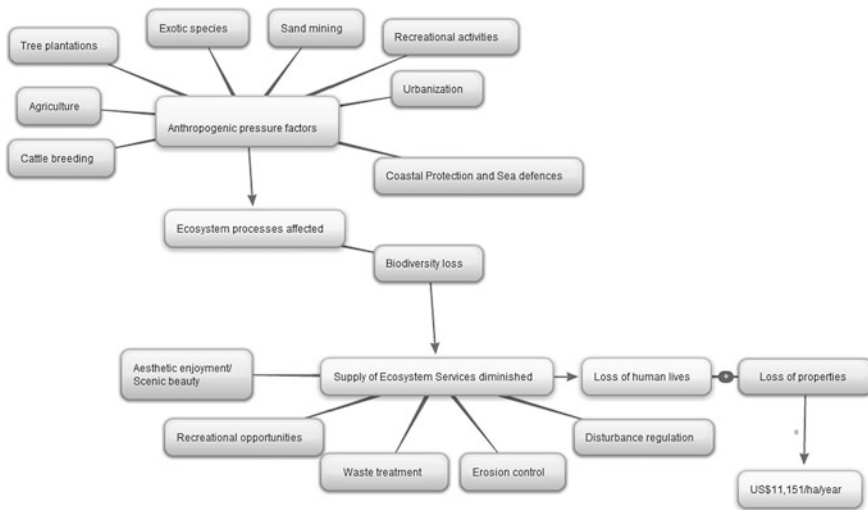 Exotic species
Sand mining
Recreational activities
Tree plantations
Urbanization
Agriculture
Anthropogenic pressure factors
Cattle breeding
Coastal Protection and Sea defences
Ecosystem processes affected
Biodiversity loss
Aesthetic enjoyment/
Scenic beauty
Supply of Ecosystem Services diminished
Loss of human lives
+
Loss of properties
Recreational opportunities
Disturbance regulation
Waste treatment
Erosion control
=
US$11,151/ha/year